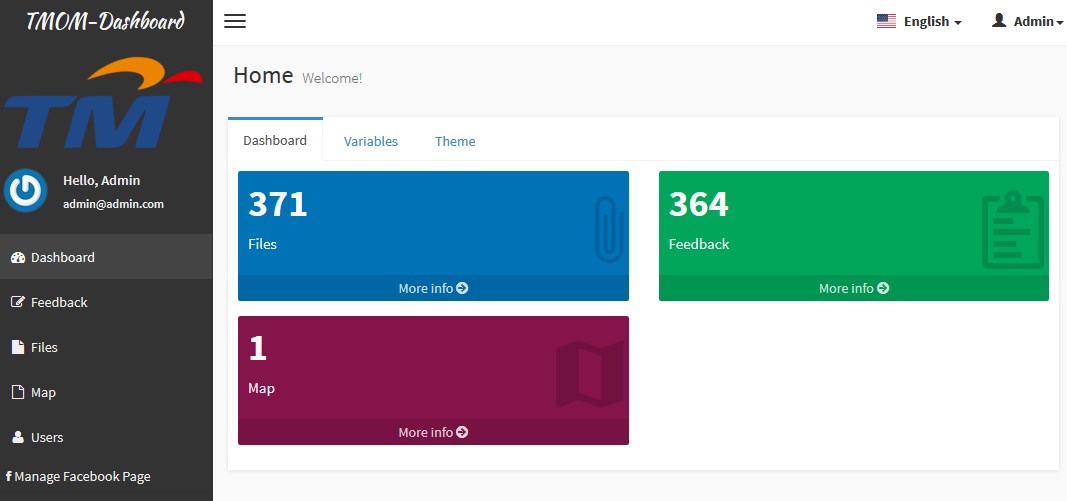 TMOM-Dashboard
English
Admin
TM
Home Welcome!
Hello, Admin
admin@admin.com
Dashboard
Feedback
Files
Map
Users
Manage Facebook Page
Dashboard Variables Theme
371
Files
More info
364
Feedback
More info
1
Map
More info